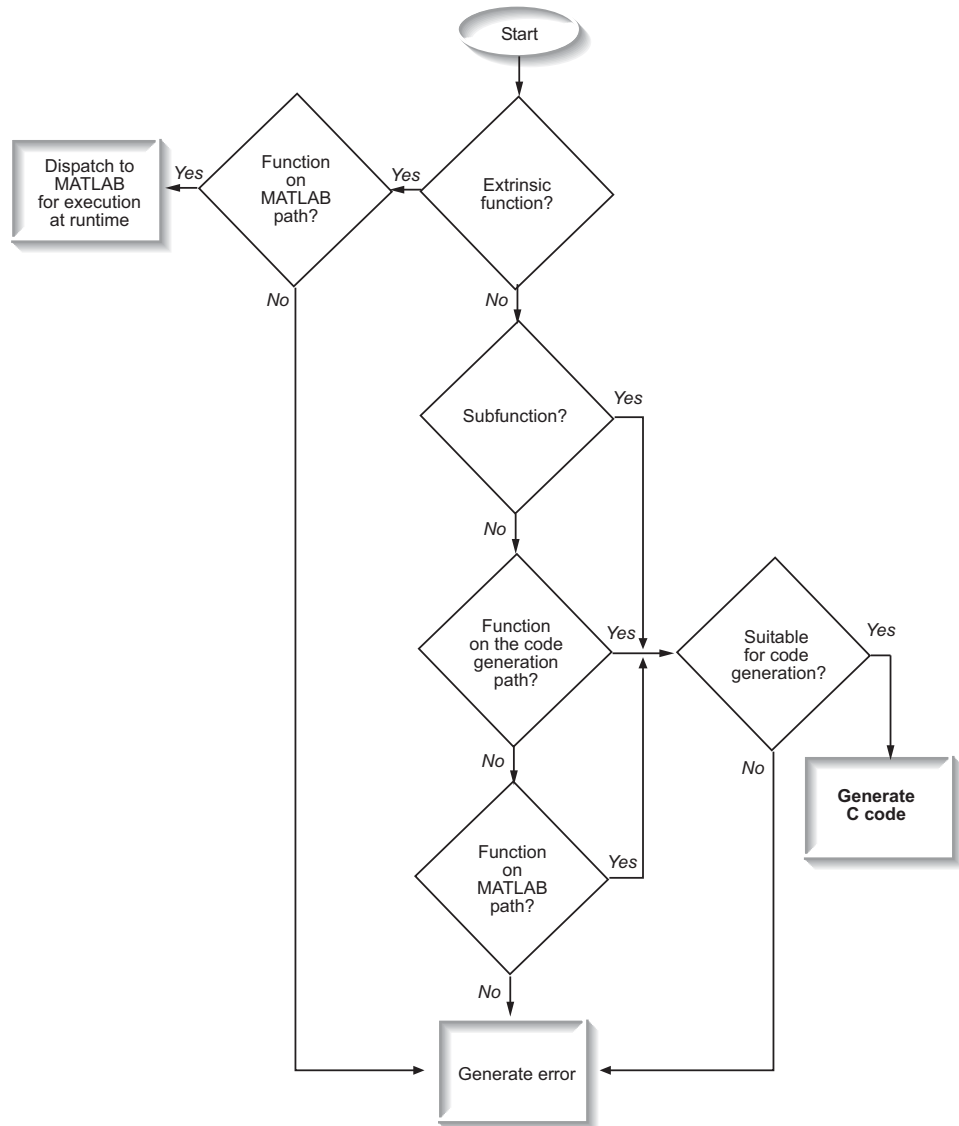 Start
Dispatch to
MATLAB
for execution
at runtime
Yes
Function
on
MATLAB
path?
Yes
Extrinsic
function?
No
No
Subfunction?
Yes
No
Function
on the code
generation
path?
Yes
Suitable
for code
generation?
Yes
No
No
Generate
C code
Function
on
MATLAB
path?
Yes
No
Generate error